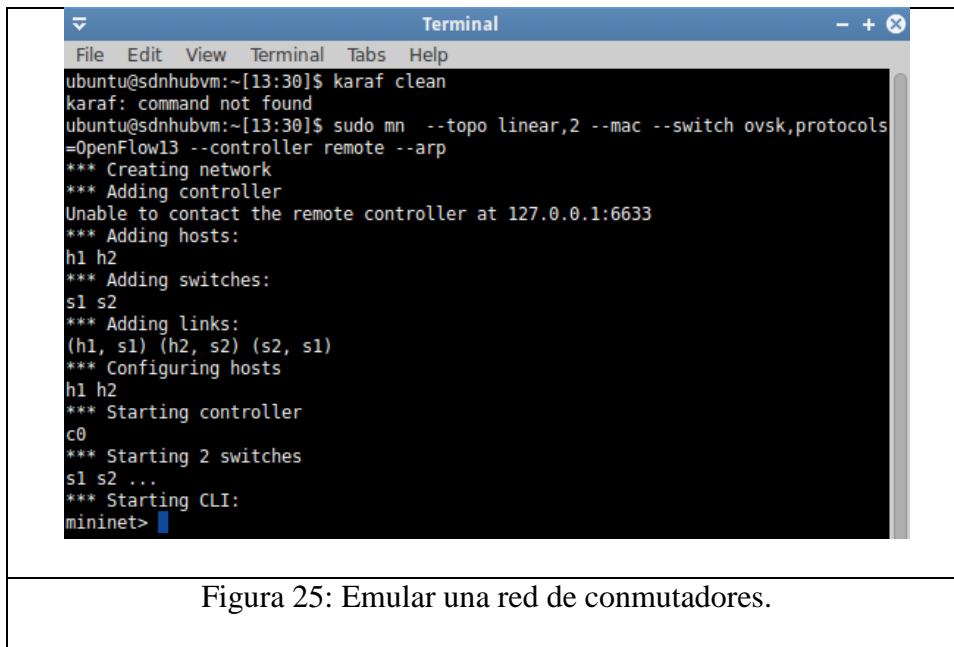 Terminal
File Edit View Terminal Tabs Help
ubuntu@sdnhubvm:~[13:30]$ karaf clean
karaf: command not found
ubuntu@sdnhubvm:~[13:30]$ sudo mn  --topo linear,2 --mac --switch ovsk,protocols
=OpenFlow13 --controller remote --arp
*** Creating network
*** Adding controller
Unable to contact the remote controller at 127.0.0.1:6633
*** Adding hosts:
h1 h2
*** Adding switches:
s1 s2
*** Adding links:
(h1, s1) (h2, s2) (s2, s1)
*** Configuring hosts
h1 h2
*** Starting controller
c0
*** Starting 2 switches
s1 s2 ...
*** Starting CLI:
mininet>
Figura 25: Emular una red de conmutadores.